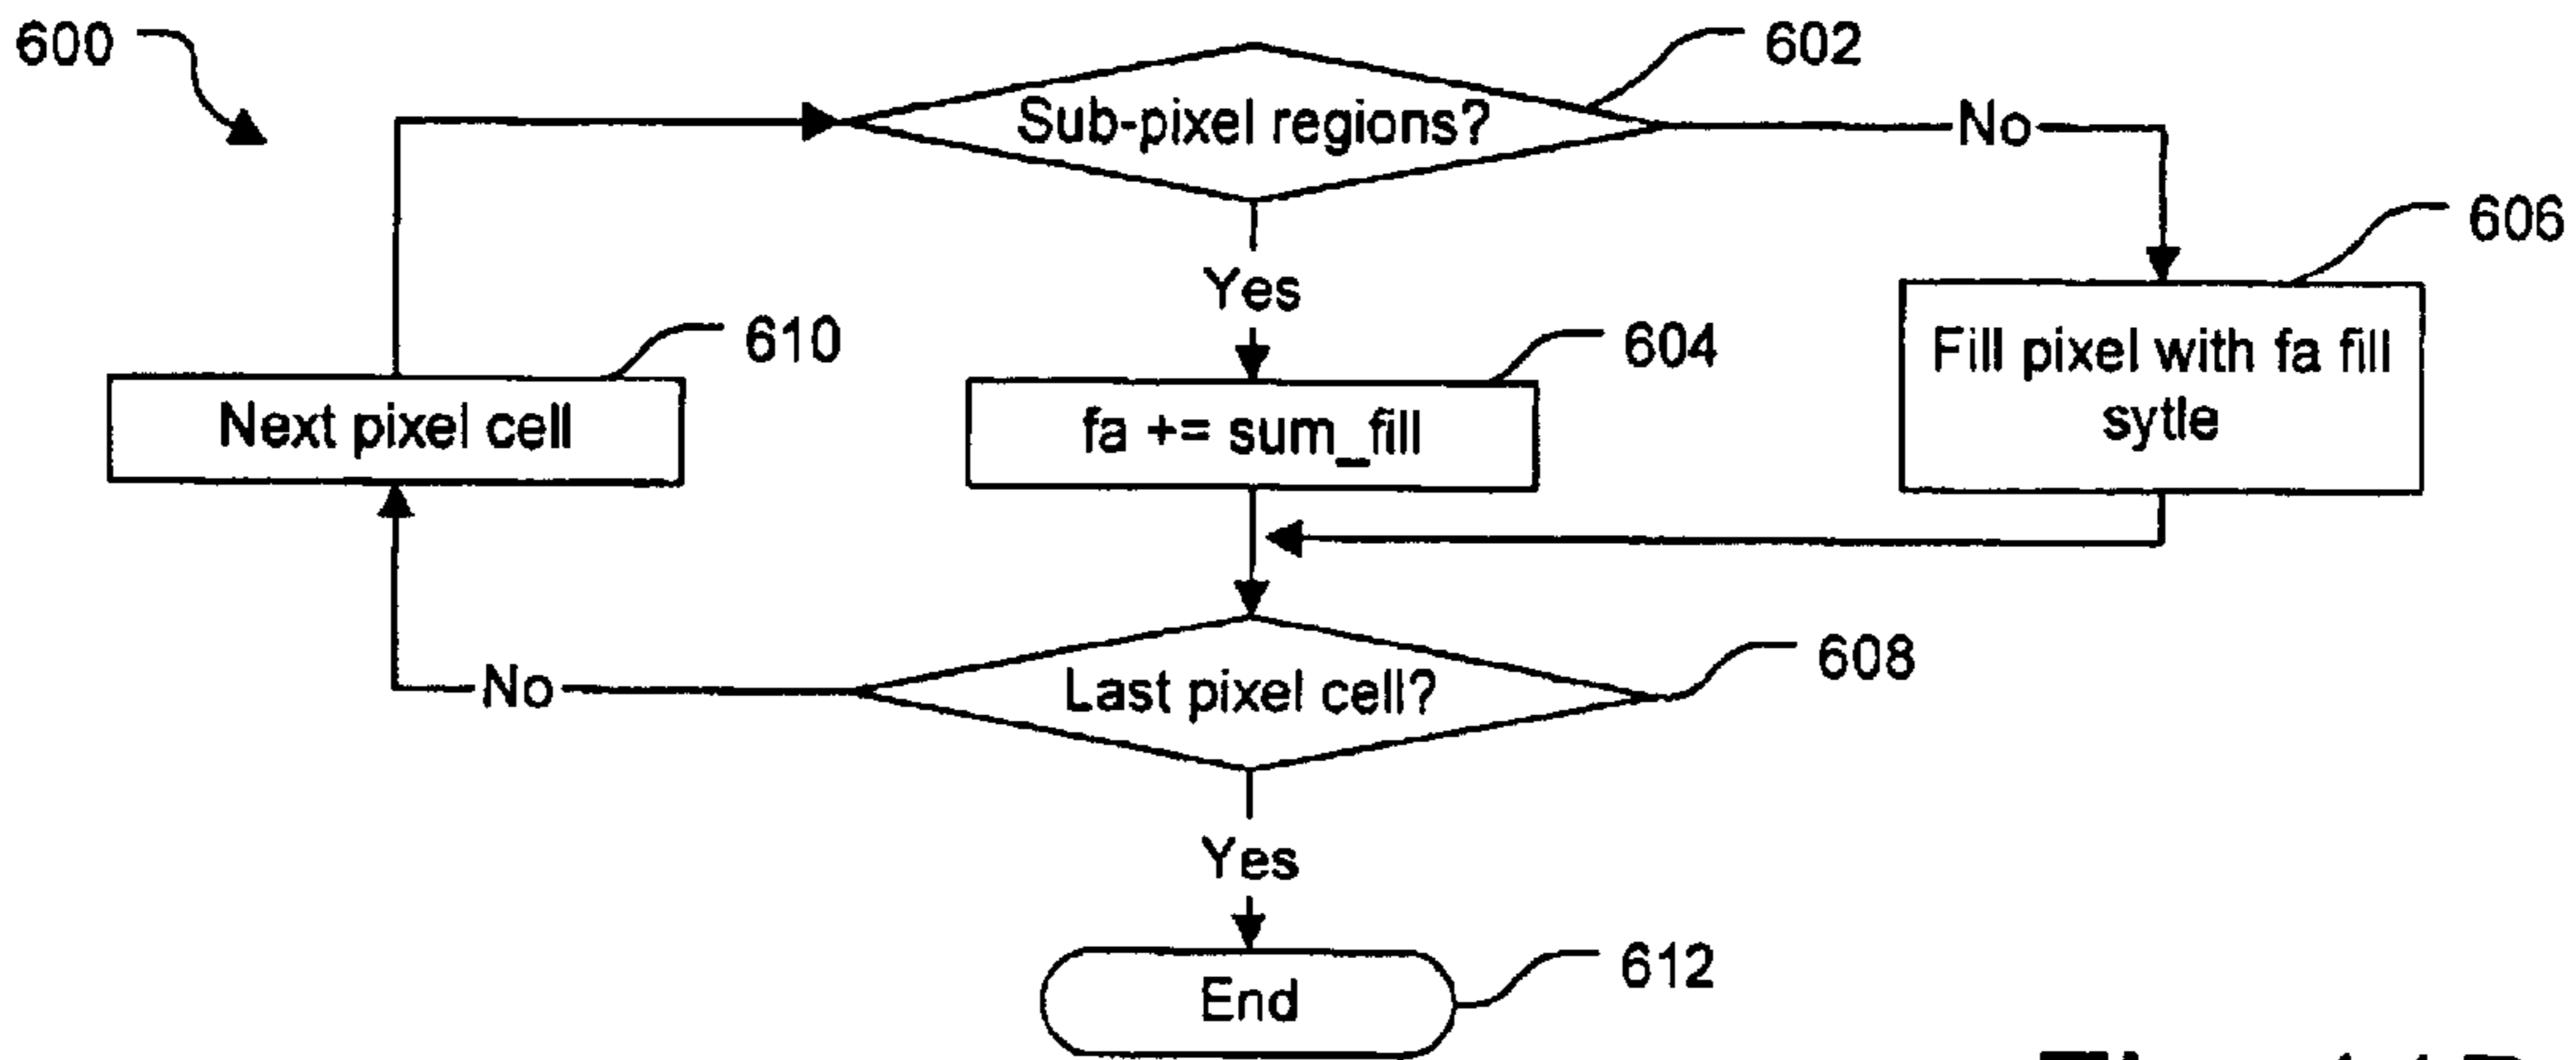 600
602
Sub-pixel regions?
No
606
Yes
610
604
Fill pixel with fa fill
sytle
Next pixel cell
fa += sum_fill
608
No
Last pixel cell?
Yes
612
End